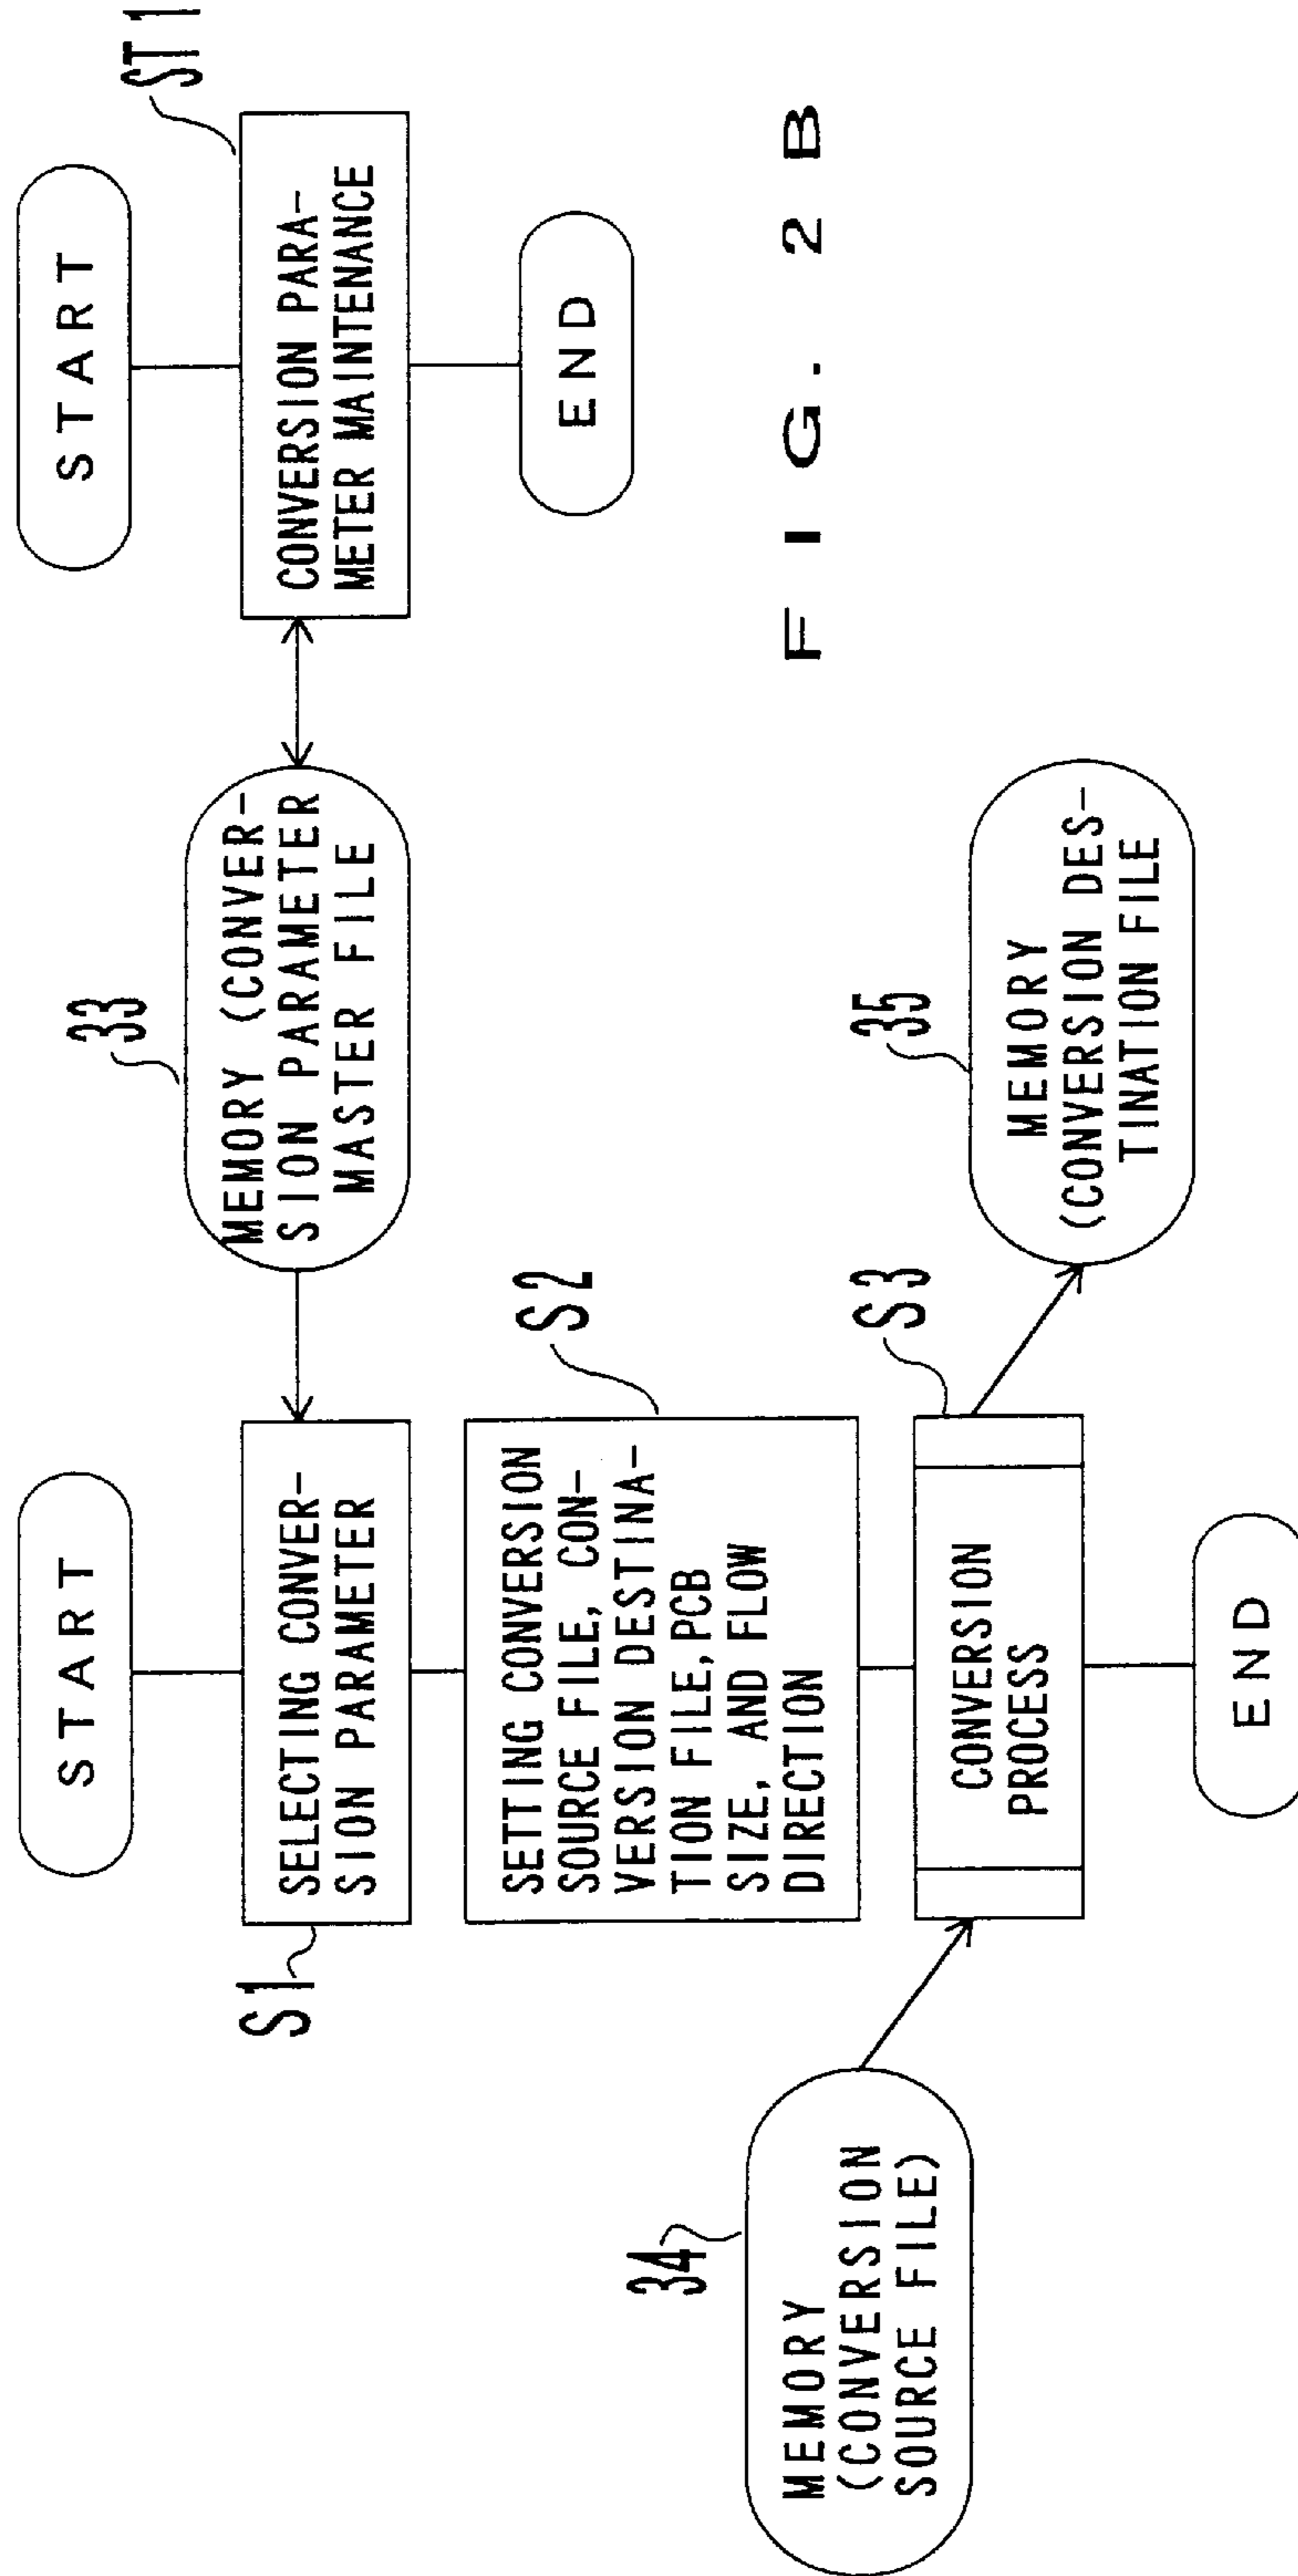 START
S1
SELECTING CONVER-
SION PARAMETER
S2
SETTING CONVERSION
SOURCE FILE, CON-
VERSION DESTINA-
TION FILE, PCB
SIZE, AND FLOW
DIRECTION
34
MEMORY
(CONVERSION
SOURCE FILE)
S3
CONVERSION
PROCESS
END
33
MEMORY (CONVER-
SION PARAMETER
MASTER FILE
35
MEMORY
(CONVERSION DES-
TINATION FILE
START
ST1
CONVERSION PARA-
METER MAINTENANCE
END
FIG. 2B